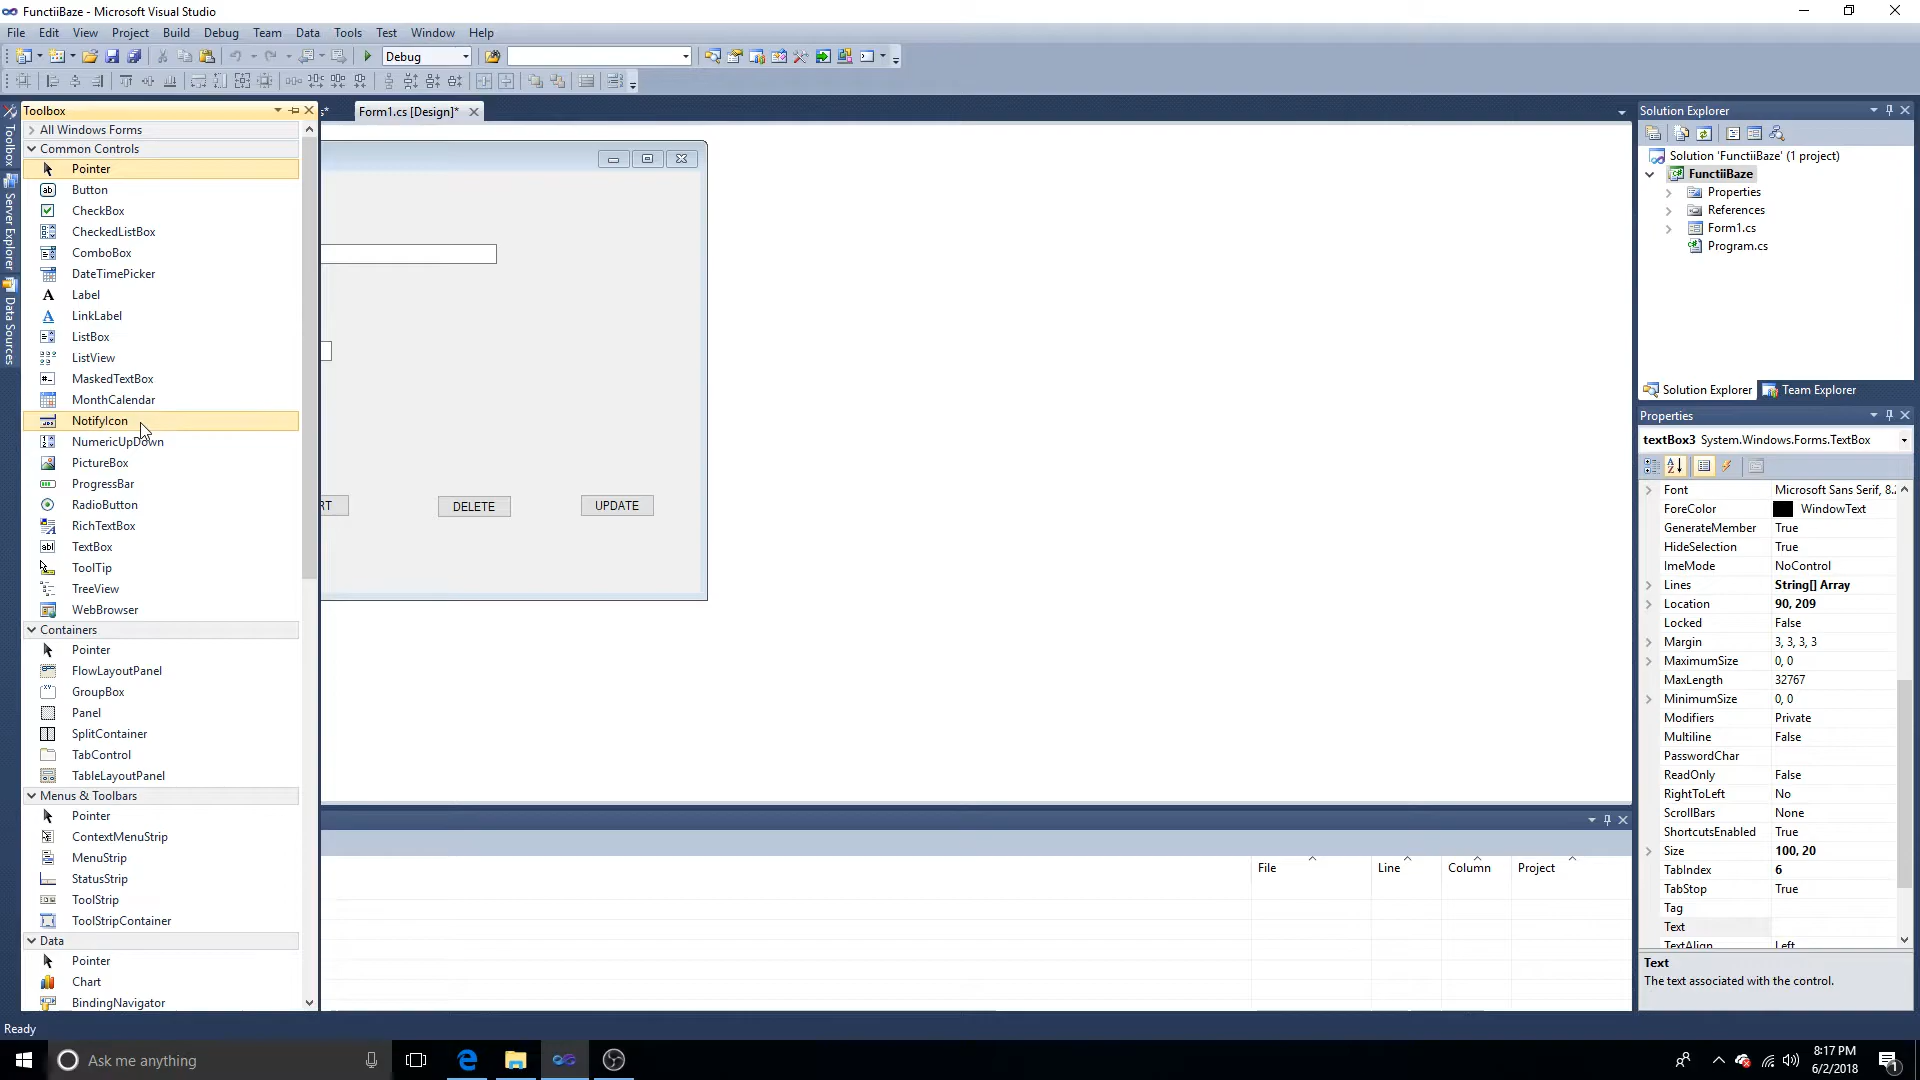 FunctiiBaze - Microsoft Visual Studio
File Edit View Project Build Debug Team Data Tools Test Window Help
Debug
Toolbox
Server Explorer
Data Sources
Toolbox
All Windows Forms
Common Controls
Pointer
Button
CheckBox
CheckedListBox
ComboBox
DateTimePicker
Label
LinkLabel
ListBox
ListView
MaskedTextBox
MonthCalendar
NotifyIcon
NumericUpDown
PictureBox
ProgressBar
RadioButton
RichTextBox
TextBox
ToolTip
TreeView
WebBrowser
Containers
Pointer
FlowLayoutPanel
GroupBox
Panel
SplitContainer
TabControl
TableLayoutPanel
Menus & Toolbars
Pointer
ContextMenuStrip
MenuStrip
StatusStrip
ToolStrip
ToolStripContainer
Data
Pointer
Chart
BindingNavigator
Form1.cs [Design]*
RT DELETE UPDATE
File Line Column Project
Solution Explorer
Solution 'FunctiiBaze' (1 project)
FunctiiBaze
Properties
References
Form1.cs
Program.cs
Solution Explorer Team Explorer
Properties
textBox3 System.Windows.Forms.TextBox
Font Microsoft Sans Serif, 8.2
ForeColor WindowText
GenerateMember True
HideSelection True
ImeMode NoControl
Lines String[] Array
Location 90, 209
Locked False
Margin 3, 3, 3, 3
MaximumSize 0, 0
MaxLength 32767
MinimumSize 0, 0
Modifiers Private
Multiline False
PasswordChar
ReadOnly False
RightToLeft No
ScrollBars None
ShortcutsEnabled True
Size 100, 20
TabIndex 6
TabStop True
Tag
Text
TextAlign Left
Text
The text associated with the control.
Ready
Ask me anything
8:17 PM
6/2/2018
1